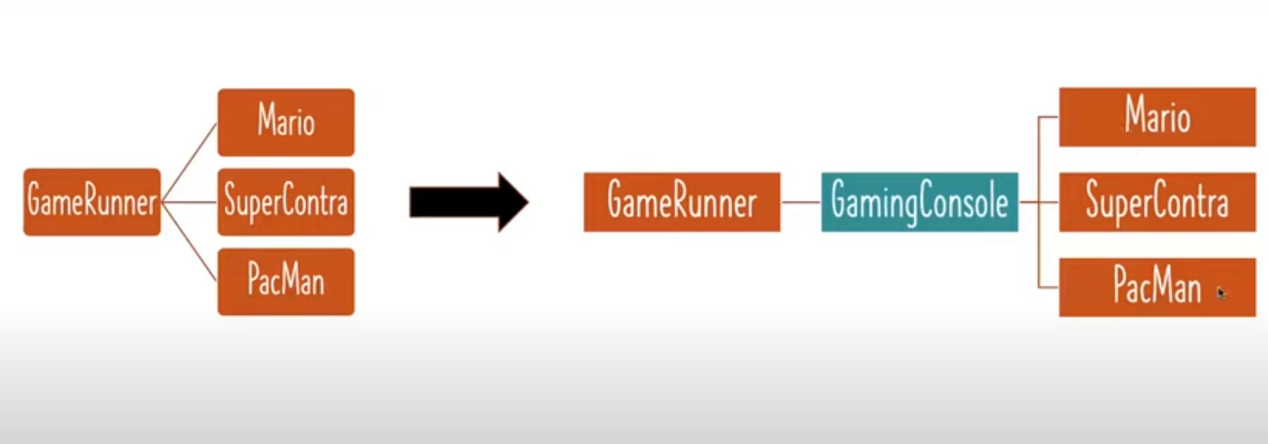 Mario
GameRunner
SuperContra
PacMan
GameRunner
GamingConsole
Mario
SuperContra
PacMan